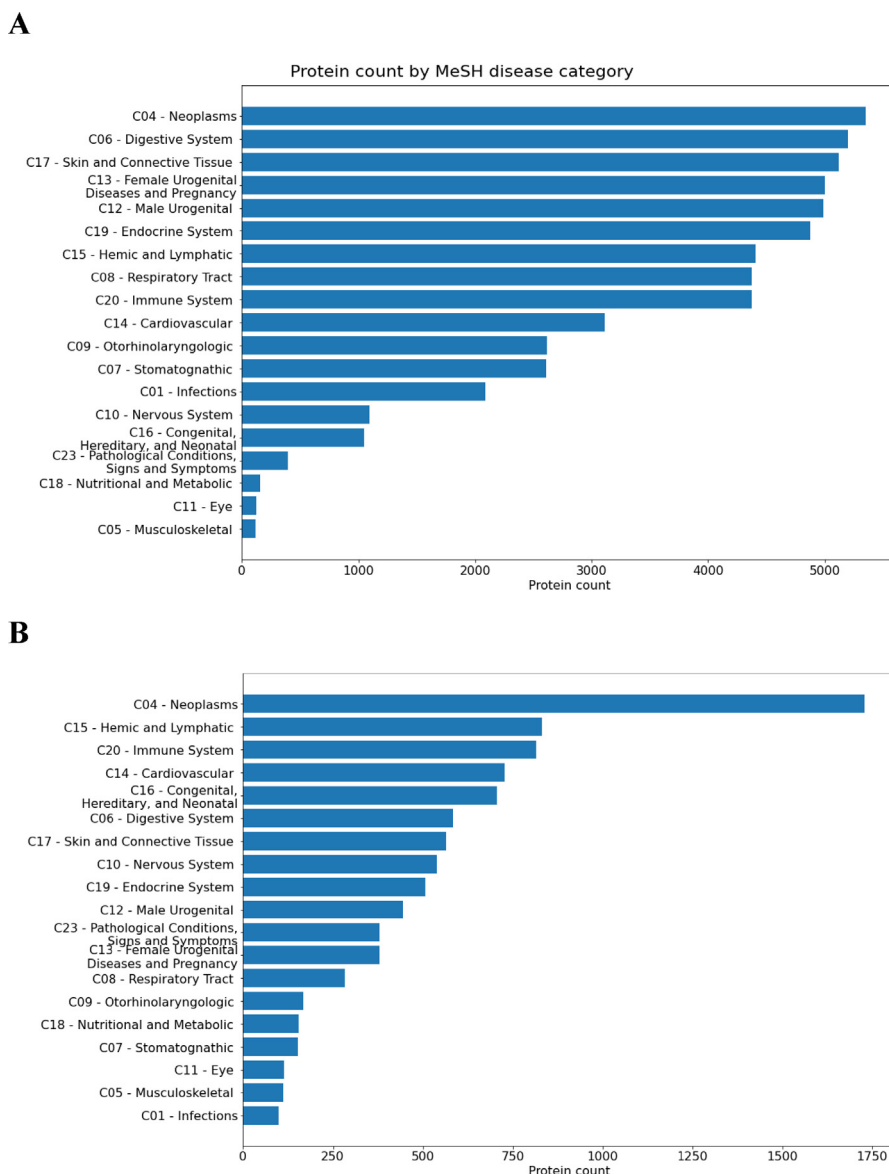 A
Protein count by MeSH disease category
C04 - Neoplasms
C06 - Digestive System
C17 - Skin and Connective Tissue
C13 - Female Urogenital
Diseases and Pregnancy
C12 - Male Urogenital
C19 - Endocrine System
C15 - Hemic and Lymphatic
C08 - Respiratory Tract
C20 - Immune System
C14 - Cardiovascular
C09 - Otorhinolaryngologic
C07 - Stomatognathic
C01 - Infections
C10 - Nervous System
C16 - Congenital,
Hereditary, and Neonatal
C23 - Pathological Conditions,
Signs and Symptoms
C18 - Nutritional and Metabolic
C11 - Eye
C05 - Musculoskeletal
0 1000 2000 3000 4000 5000
Protein count
B
C04 - Neoplasms
C15 - Hemic and Lymphatic
C20 - Immune System
C14 - Cardiovascular
C16 - Congenital,
Hereditary, and Neonatal
C06 - Digestive System
C17 - Skin and Connective Tissue
C10 - Nervous System
C19 - Endocrine System
C12 - Male Urogenital
C23 - Pathological Conditions,
Signs and Symptoms
C13 - Female Urogenital
Diseases and Pregnancy
C08 - Respiratory Tract
C09 - Otorhinolaryngologic
C18 - Nutritional and Metabolic
C07 - Stomatognathic
C11 - Eye
C05 - Musculoskeletal
C01 - Infections
0 250 500 750 1000 1250 1500 1750
Protein count